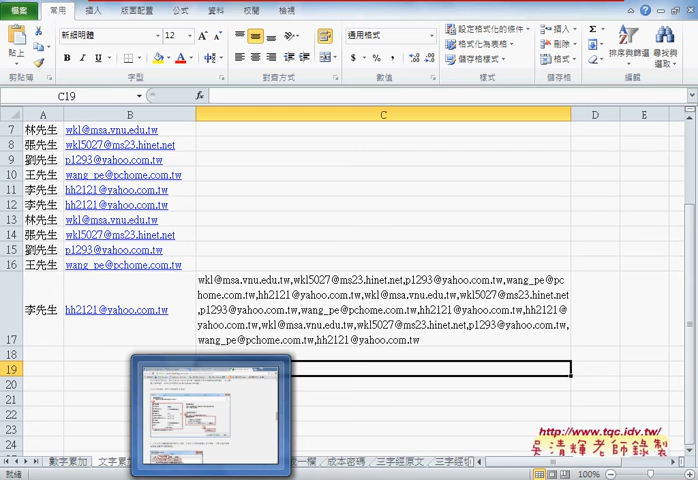 檔案 常用 插入 版面配置 公式 資料 校閱 檢視
貼上
新細明體 12
B I U
通用格式
$ % ,
設定格式化的條件
格式化為表格
儲存格樣式
插入
刪除
格式
排序與篩選
尋找與選取
剪貼簿 字型 對齊方式 數值 樣式 儲存格 編輯
C19 fx
A B C D E
7 林先生 wkl@msa.vnu.edu.tw
8 張先生 wkl5027@ms23.hinet.net
9 劉先生 p1293@yahoo.com.tw
10 王先生 wang_pe@pchome.com.tw
11 李先生 hh2121@yahoo.com.tw
12 李先生 hh2121@yahoo.com.tw
13 林先生 wkl@msa.vnu.edu.tw
14 張先生 wkl5027@ms23.hinet.net
15 劉先生 p1293@yahoo.com.tw
16 王先生 wang_pe@pchome.com.tw
17 李先生 hh2121@yahoo.com.tw
wkl@msa.vnu.edu.tw,wkl5027@ms23.hinet.net,p1293@yahoo.com.tw,wang_pe@pc
home.com.tw,hh2121@yahoo.com.tw,wkl@msa.vnu.edu.tw,wkl5027@ms23.hinet.net
,p1293@yahoo.com.tw,wang_pe@pchome.com.tw,hh2121@yahoo.com.tw,hh2121@
yahoo.com.tw,wkl@msa.vnu.edu.tw,wkl5027@ms23.hinet.net,p1293@yahoo.com.tw,
wang_pe@pchome.com.tw,hh2121@yahoo.com.tw
18
19
20
21
22
23
24
http://www.tqc.idv.tw/
吳清輝老師錄製
數字累加 文字累 成一欄 成本密碼 三字經原文
就緒 100%